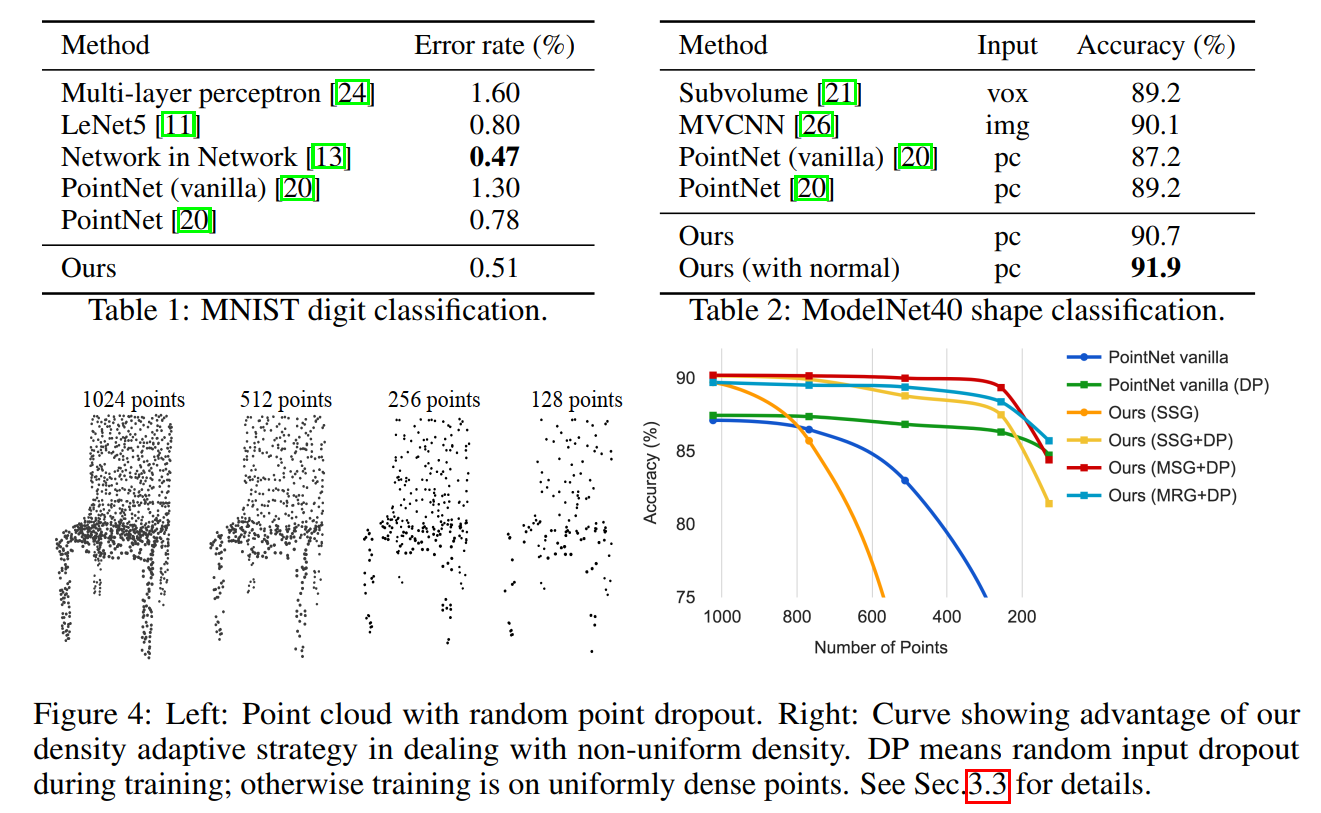 Method Error rate (%)
Multi-layer perceptron [24] 1.60
LeNet5 [11] 0.80
Network in Network [13] 0.47
PointNet (vanilla) [20] 1.30
PointNet [20] 0.78
Ours 0.51
Table 1: MNIST digit classification.
Method Input Accuracy (%)
Subvolume [21] vox 89.2
MVCNN [26] img 90.1
PointNet (vanilla) [20] pc 87.2
PointNet [20] pc 89.2
Ours pc 90.7
Ours (with normal) pc 91.9
Table 2: ModelNet40 shape classification.
1024 points 512 points 256 points 128 points
90
85
80
75
Accuracy (%)
1000 800 600 400 200
Number of Points
PointNet vanilla
PointNet vanilla (DP)
Ours (SSG)
Ours (SSG+DP)
Ours (MSG+DP)
Ours (MRG+DP)
Figure 4: Left: Point cloud with random point dropout. Right: Curve showing advantage of our
density adaptive strategy in dealing with non-uniform density. DP means random input dropout
during training; otherwise training is on uniformly dense points. See Sec.3.3 for details.